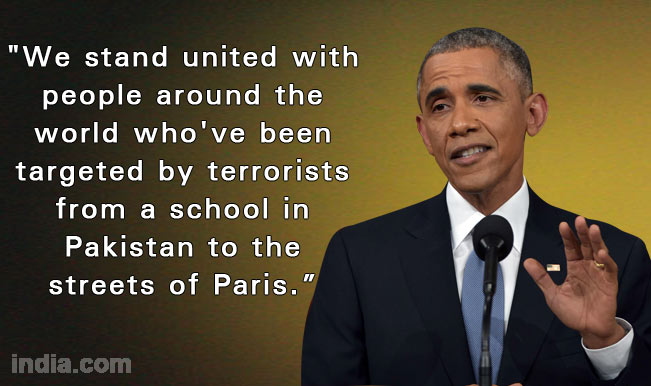 "We stand united with
people around the
world who've been
targeted by terrorists
from a school in
Pakistan to the
streets of Paris.”
india.com